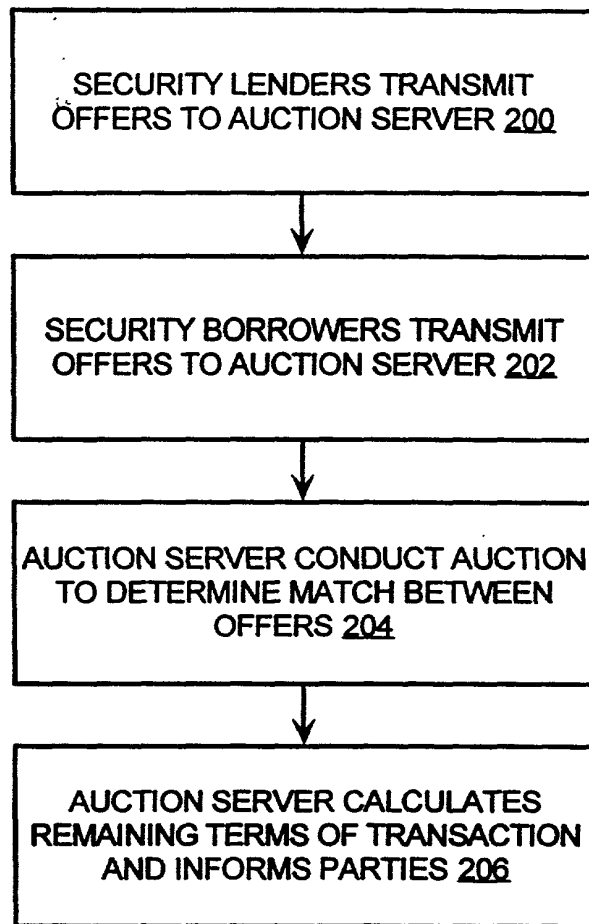 SECURITY LENDERS TRANSMIT
OFFERS TO AUCTION SERVER 200
SECURITY BORROWERS TRANSMIT
OFFERS TO AUCTION SERVER 202
AUCTION SERVER CONDUCT AUCTION
TO DETERMINE MATCH BETWEEN
OFFERS 204
AUCTION SERVER CALCULATES
REMAINING TERMS OF TRANSACTION
AND INFORMS PARTIES 206